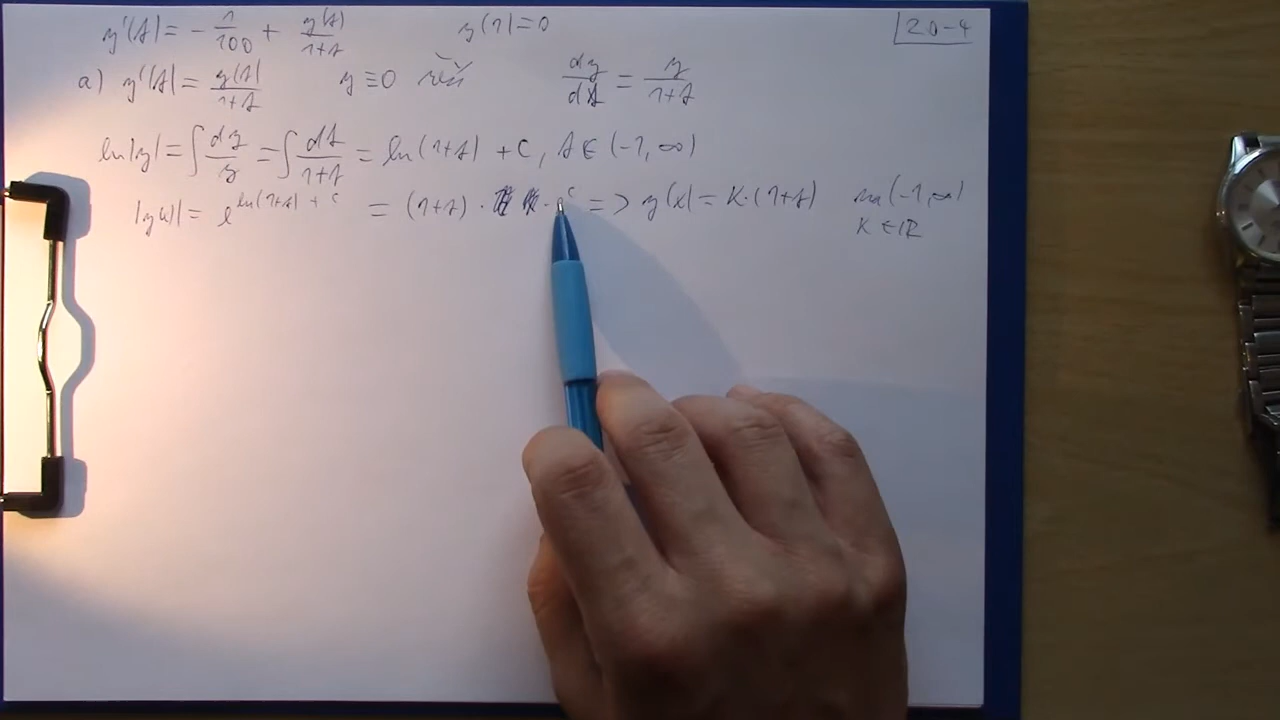 y'(t) = -1/100 + y(t)/(1+t)   y(1) = 0   20-4
a) y'(t) = y(t)/(1+t)   y ≡ 0 řeš   dy/dt = y/(1+t)
ln|y| = ∫ dy/y = ∫ dt/(1+t) = ln(1+t) + C, t ∈ (-1, ∞)
|y(t)| = e^(ln(1+t) + C) = (1+t) · e^C => y(x) = K·(1+t)   na (-1, ∞)
K ∈ ℝ